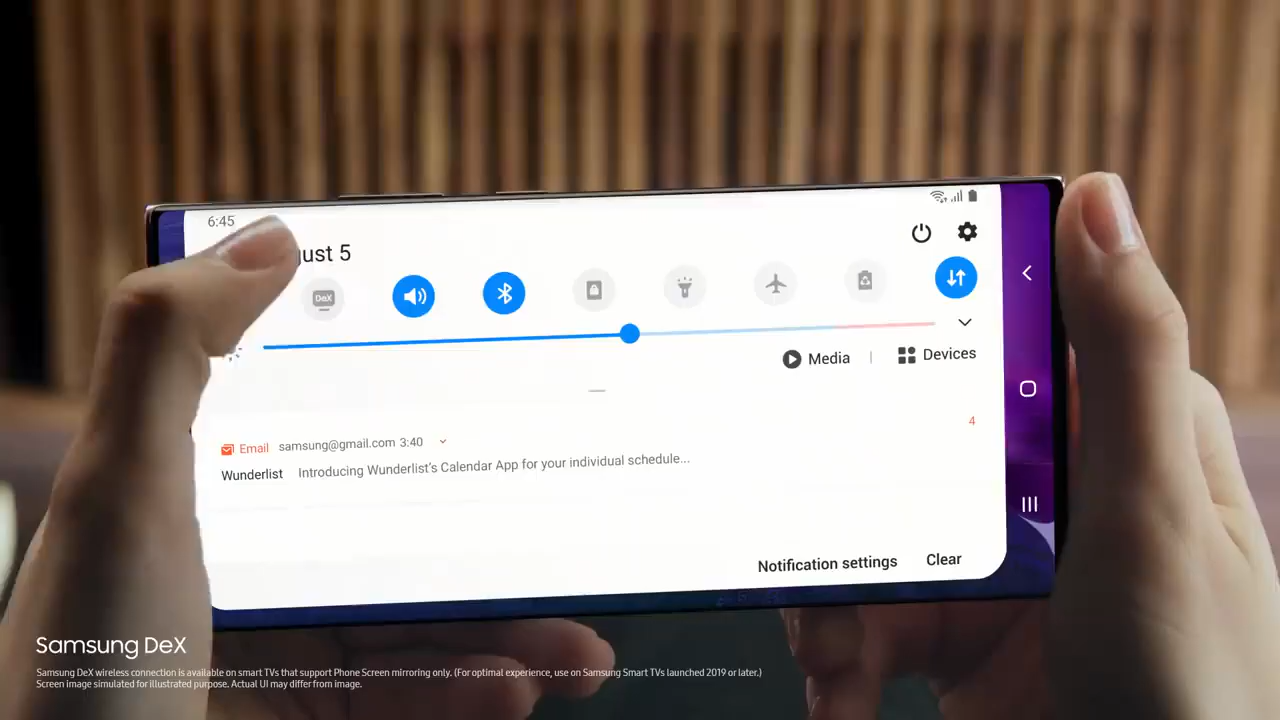 6:45
gust 5
DeX
Media | Devices
Email samsung@gmail.com 3:40
4
Wunderlist Introducing Wunderlist's Calendar App for your individual schedule...
Notification settings Clear
Samsung DeX
Samsung DeX wireless connection is available on smart TVs that support Phone Screen mirroring only. (For optimal experience, use on Samsung Smart TVs launched 2019 or later.)
Screen image simulated for illustrated purpose. Actual UI may differ from image.